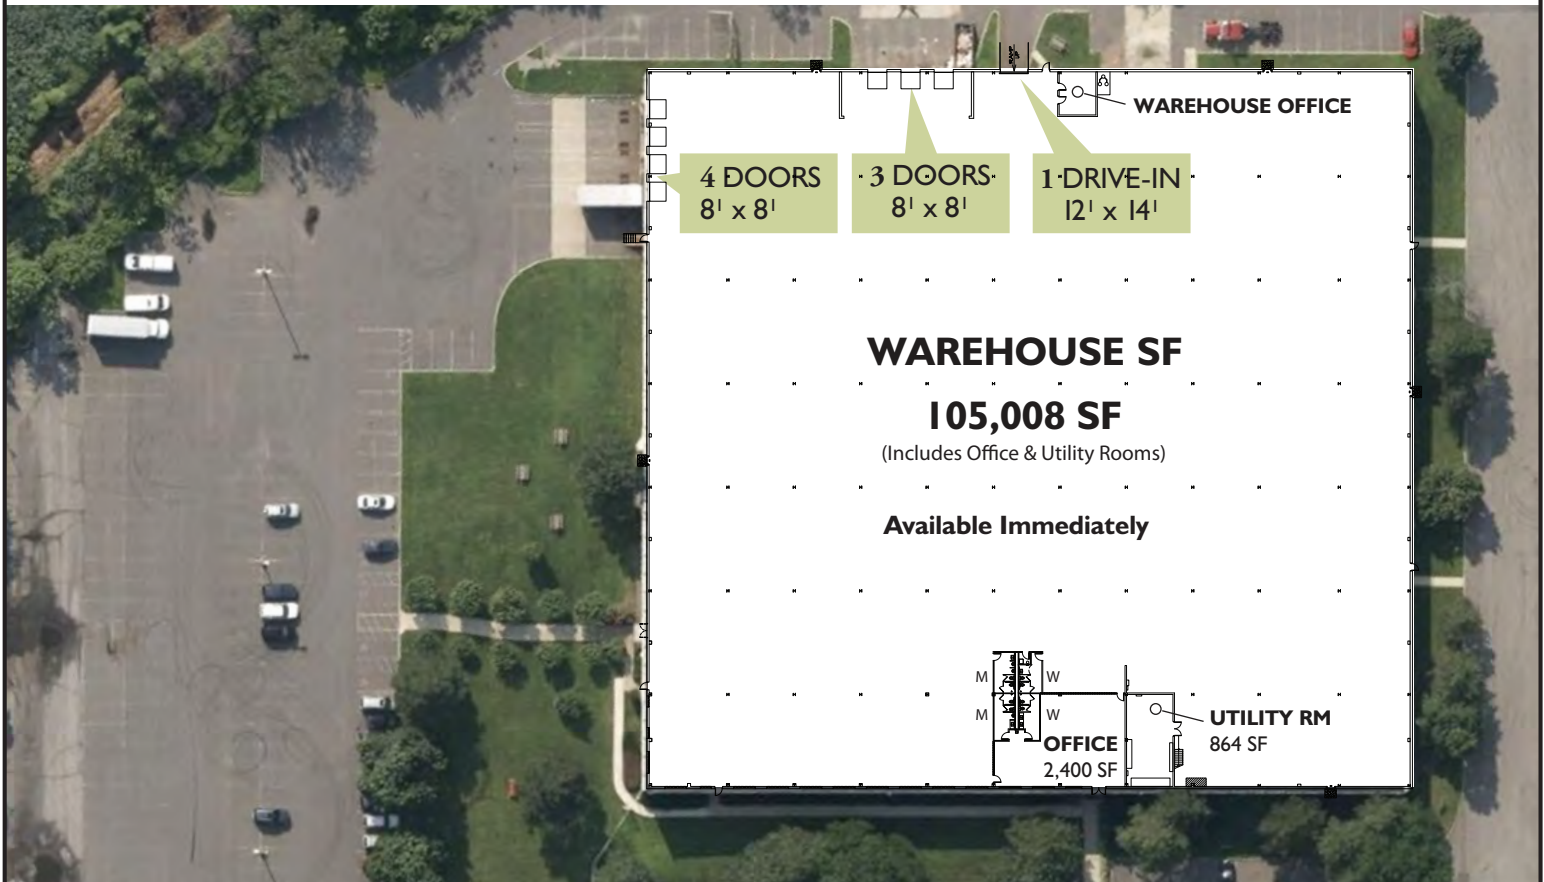 WAREHOUSE OFFICE
4 DOORS
8' x 8'
3 DOORS
8' x 8'
1 DRIVE-IN
12' x 14'
WAREHOUSE SF
105,008 SF
(Includes Office & Utility Rooms)
Available Immediately
M W
M W
OFFICE
2,400 SF
UTILITY RM
864 SF